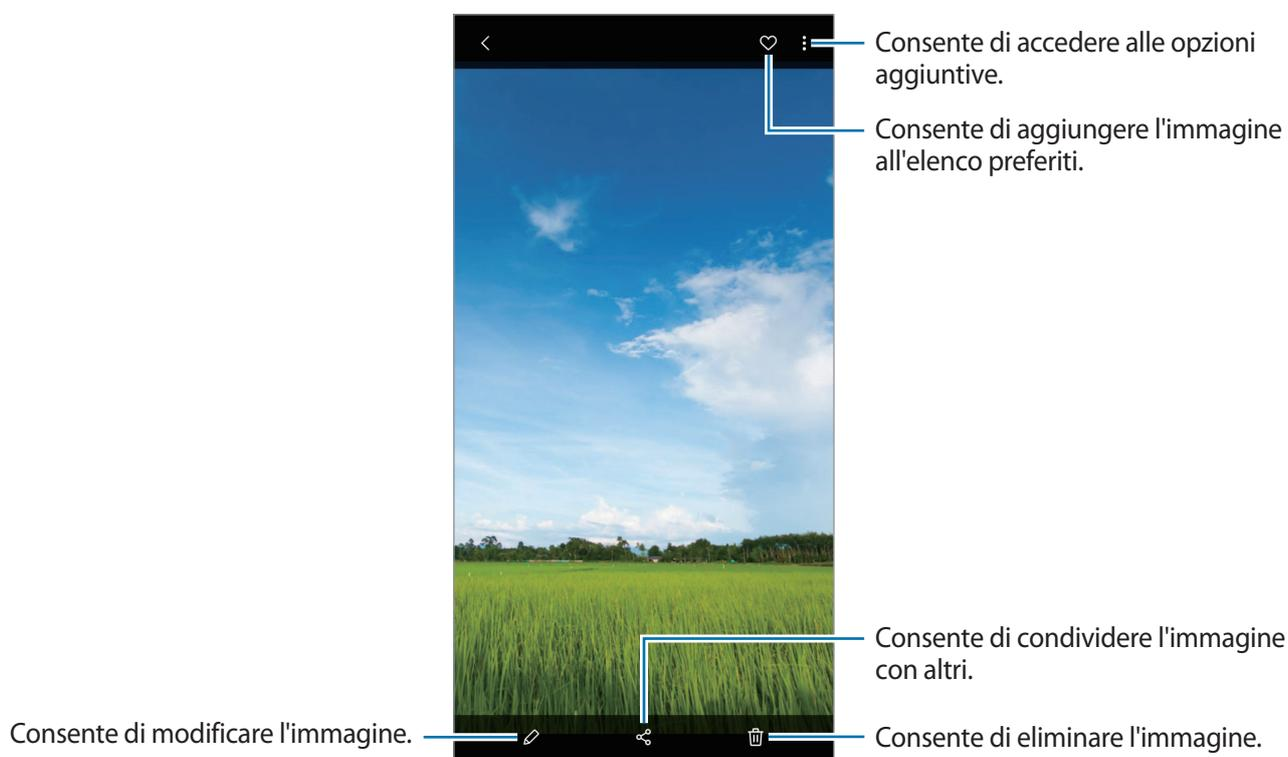 Consente di accedere alle opzioni
aggiuntive.
Consente di aggiungere l'immagine
all'elenco preferiti.
Consente di condividere l'immagine
con altri.
Consente di modificare l'immagine.
Consente di eliminare l'immagine.